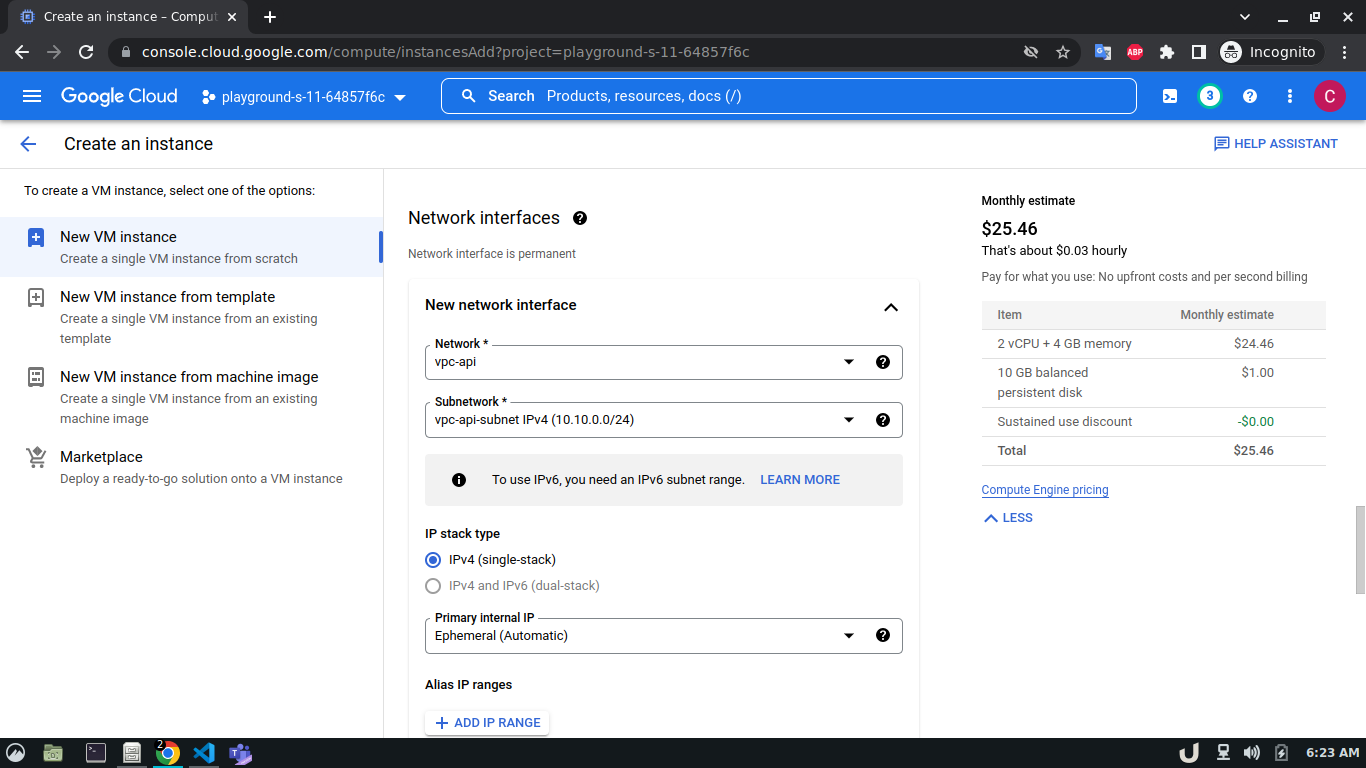 Create an instance – Comput
console.cloud.google.com/compute/instancesAdd?project=playground-s-11-64857f6c
ABP
Incognito
Google Cloud
playground-s-11-64857f6c
Search Products, resources, docs (/)
3
C
Create an instance
HELP ASSISTANT
To create a VM instance, select one of the options:
New VM instance
Create a single VM instance from scratch
New VM instance from template
Create a single VM instance from an existing
template
New VM instance from machine image
Create a single VM instance from an existing
machine image
Marketplace
Deploy a ready-to-go solution onto a VM instance
Network interfaces
Network interface is permanent
New network interface
Network *
vpc-api
Subnetwork *
vpc-api-subnet IPv4 (10.10.0.0/24)
To use IPv6, you need an IPv6 subnet range. LEARN MORE
IP stack type
IPv4 (single-stack)
IPv4 and IPv6 (dual-stack)
Primary internal IP
Ephemeral (Automatic)
Alias IP ranges
ADD IP RANGE
Monthly estimate
$25.46
That's about $0.03 hourly
Pay for what you use: No upfront costs and per second billing
Item Monthly estimate
2 vCPU + 4 GB memory $24.46
10 GB balanced $1.00
persistent disk
Sustained use discount -$0.00
Total $25.46
Compute Engine pricing
LESS
2
6:23 AM